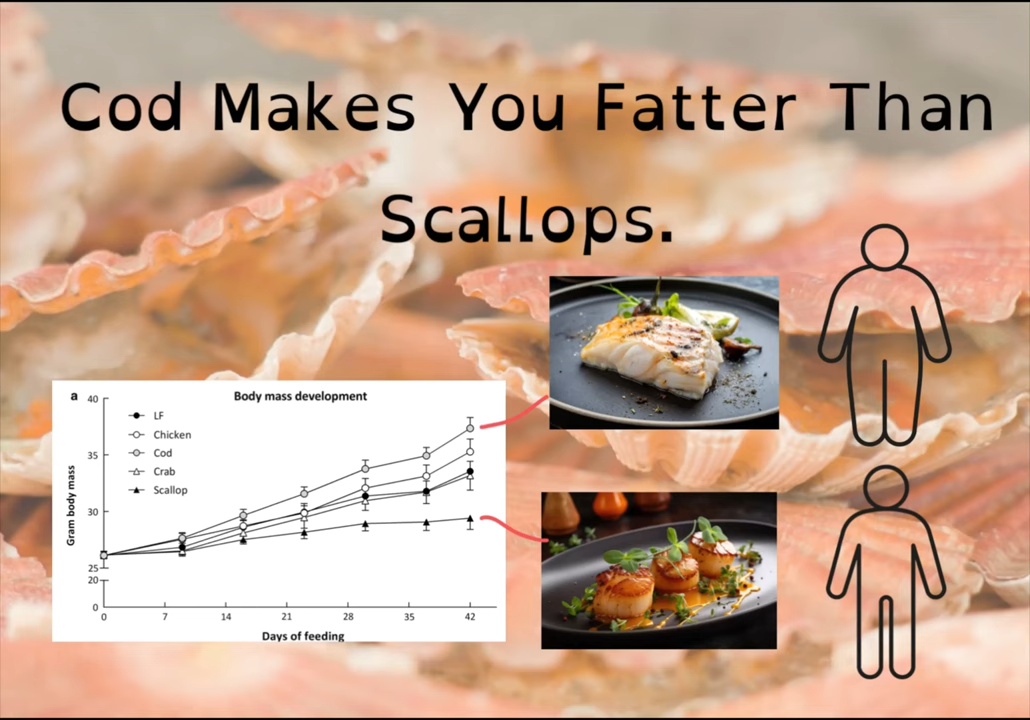 Cod Makes You Fatter Than
Scallops.
a
Body mass development
40
35
30
25
20
0
Gram body mass
LF
Chicken
Cod
Crab
Scallop
0 7 14 21 28 35 42
Days of feeding